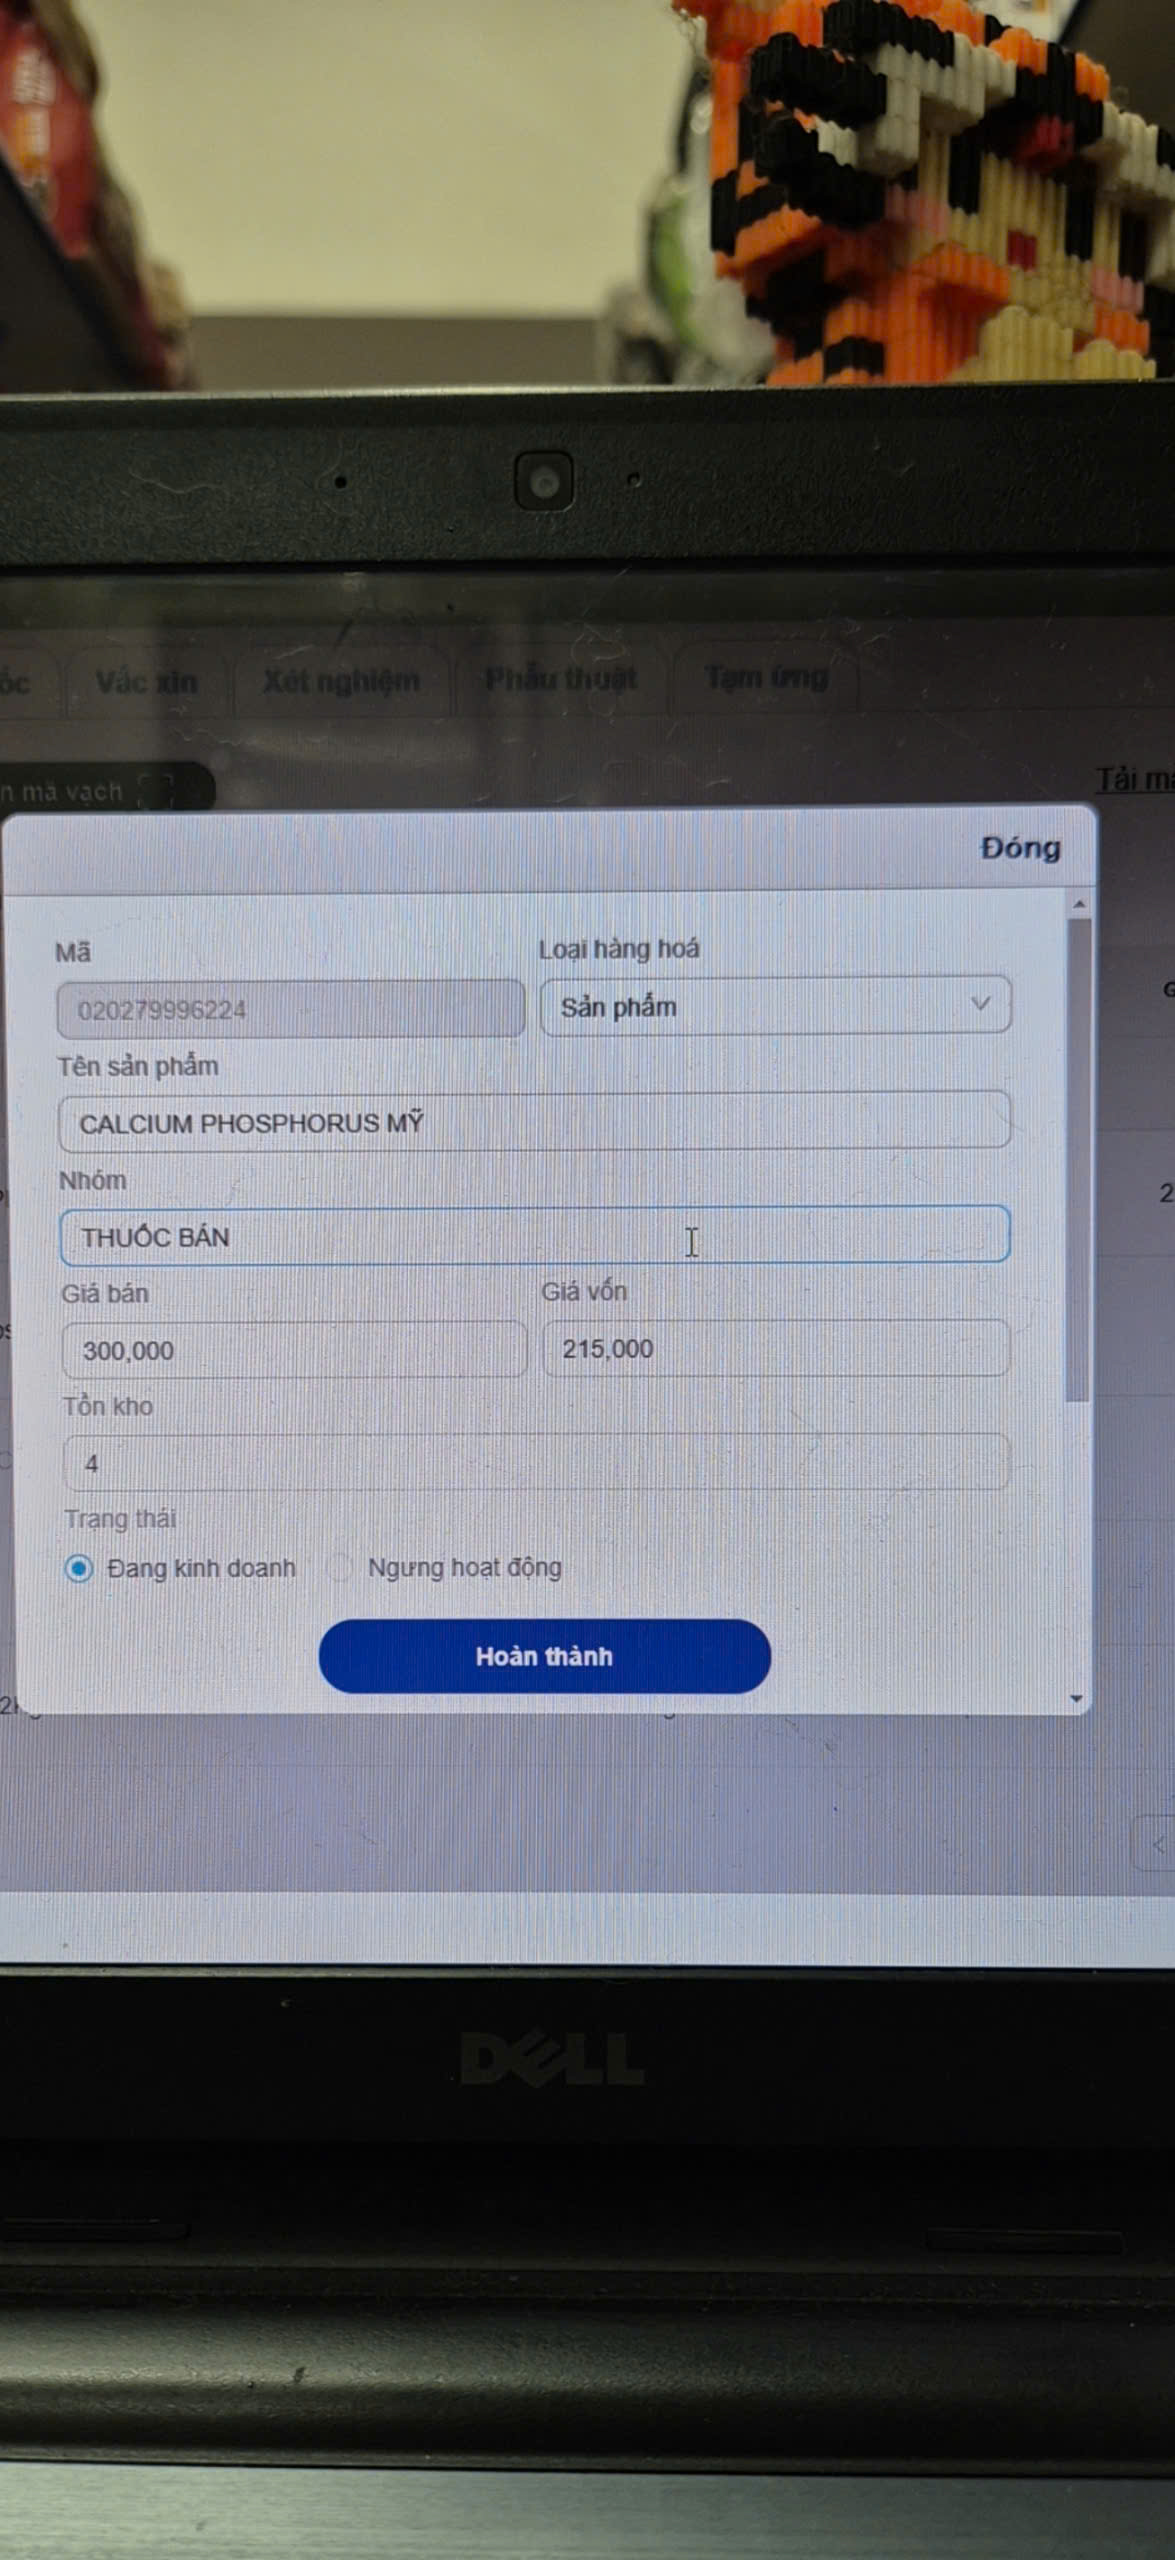 Vắc xin
Xét nghiệm
Phẫu thuật
Tạm ứng
mã vạch
Tải
Đóng
Mã
Loại hàng hoá
020279996224
Sản phẩm
Tên sản phẩm
CALCIUM PHOSPHORUS MỸ
Nhóm
THUỐC BÁN
Giá bán
Giá vốn
300,000
215,000
Tồn kho
4
Trạng thái
Đang kinh doanh
Ngưng hoạt động
Hoàn thành
DELL